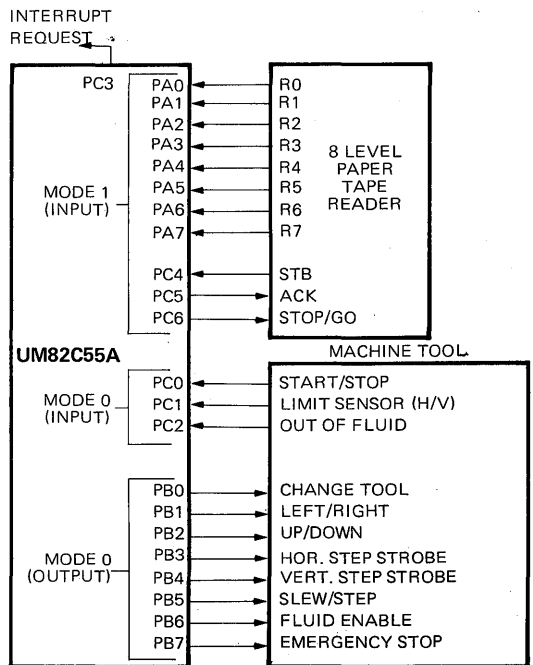 INTERRUPT
REQUEST
PC3 PA0 R0
PA1 R1
PA2 R2
PA3 R3
PA4 R4
PA5 R5
PA6 R6
PA7 R7
MODE 1
(INPUT)
8 LEVEL
PAPER
TAPE
READER
PC4 STB
PC5 ACK
PC6 STOP/GO
UM82C55A
MACHINE TOOL
MODE 0
(INPUT)
PC0 START/STOP
PC1 LIMIT SENSOR (H/V)
PC2 OUT OF FLUID
MODE 0
(OUTPUT)
PB0 CHANGE TOOL
PB1 LEFT/RIGHT
PB2 UP/DOWN
PB3 HOR. STEP STROBE
PB4 VERT. STEP STROBE
PB5 SLEW/STEP
PB6 FLUID ENABLE
PB7 EMERGENCY STOP